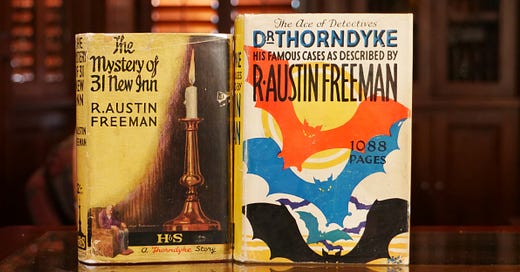 The
Mystery of
31 New Inn
R. AUSTIN
FREEMAN
H&S
A Thorndyke Story
The Ace of Detectives
DR THORNDYKE
HIS FAMOUS CASES AS DESCRIBED BY
R. AUSTIN FREEMAN
1088
PAGES